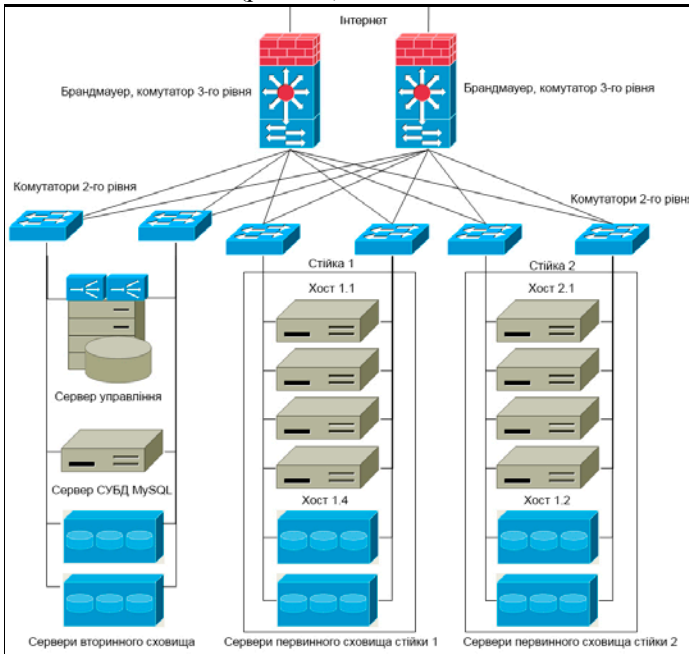 Інтернет
Брандмауер, комутатор 3-го рівня
Брандмауер, комутатор 3-го рівня
Комутатори 2-го рівня
Комутатори 2-го рівня
Стійка 1
Стійка 2
Хост 1.1
Хост 2.1
Сервер управління
Сервер СУБД MySQL
Хост 1.4
Хост 1.2
Сервери вторинного сховища
Сервери первинного сховища стійки 1
Сервери первинного сховища стійки 2